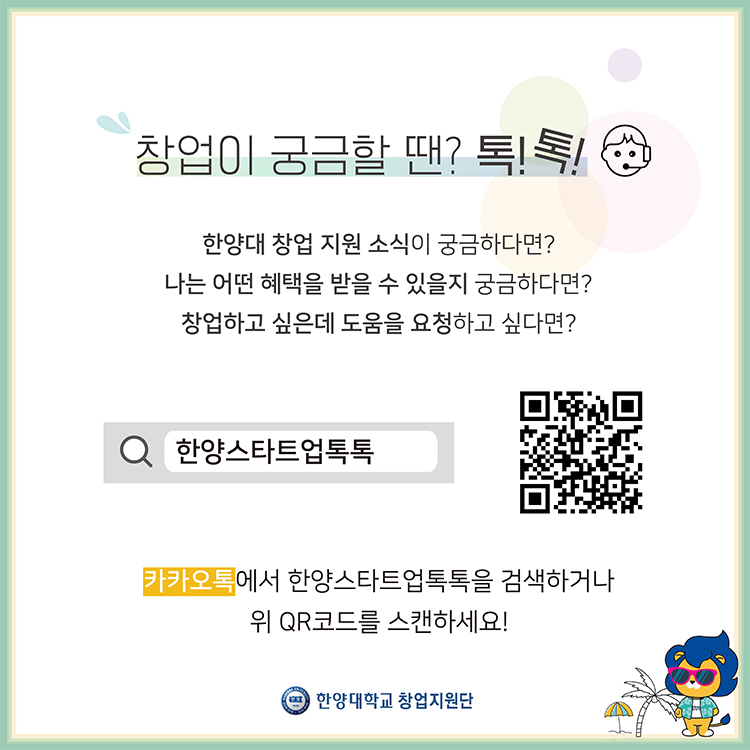 창업이 궁금할 땐? 톡!톡!
한양대 창업 지원 소식이 궁금하다면?
나는 어떤 혜택을 받을 수 있을지 궁금하다면?
창업하고 싶은데 도움을 요청하고 싶다면?
한양스타트업톡톡
카카오톡에서 한양스타트업톡톡을 검색하거나
위 QR코드를 스캔하세요!
한양대학교 창업지원단